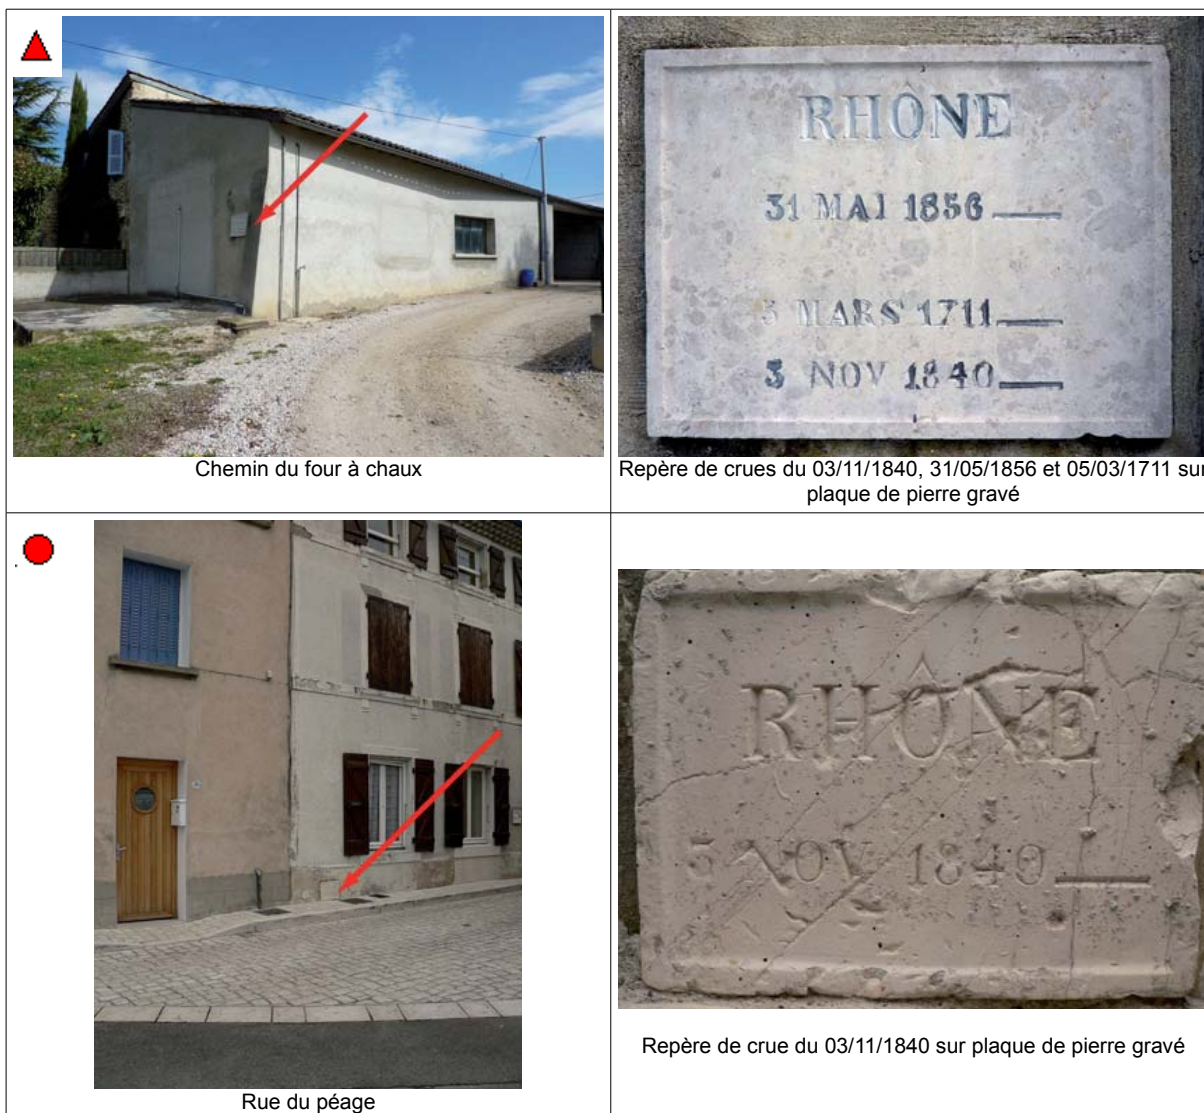 Chemin du four à chaux
RHÔNE
31 MAI 1856
5 MARS 1711
3 NOV 1840
Repère de crues du 03/11/1840, 31/05/1856 et 05/03/1711 sur
plaque de pierre gravé
Rue du péage
RHÔNE
3 NOV 1840
Repère de crue du 03/11/1840 sur plaque de pierre gravé